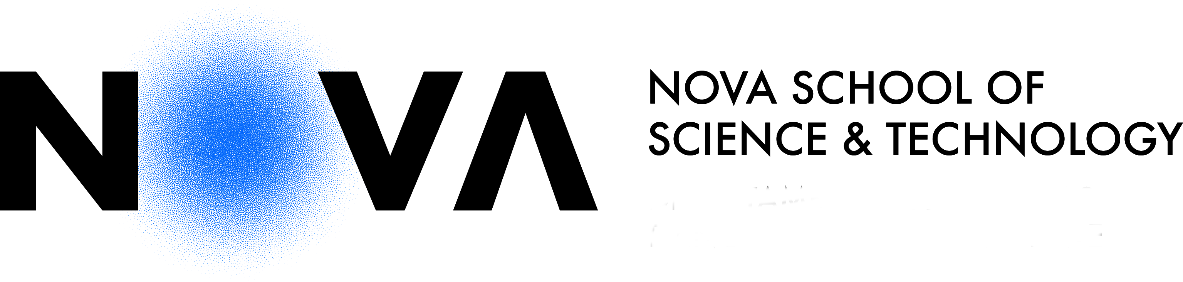 NOVA
NOVA SCHOOL OF
SCIENCE & TECHNOLOGY